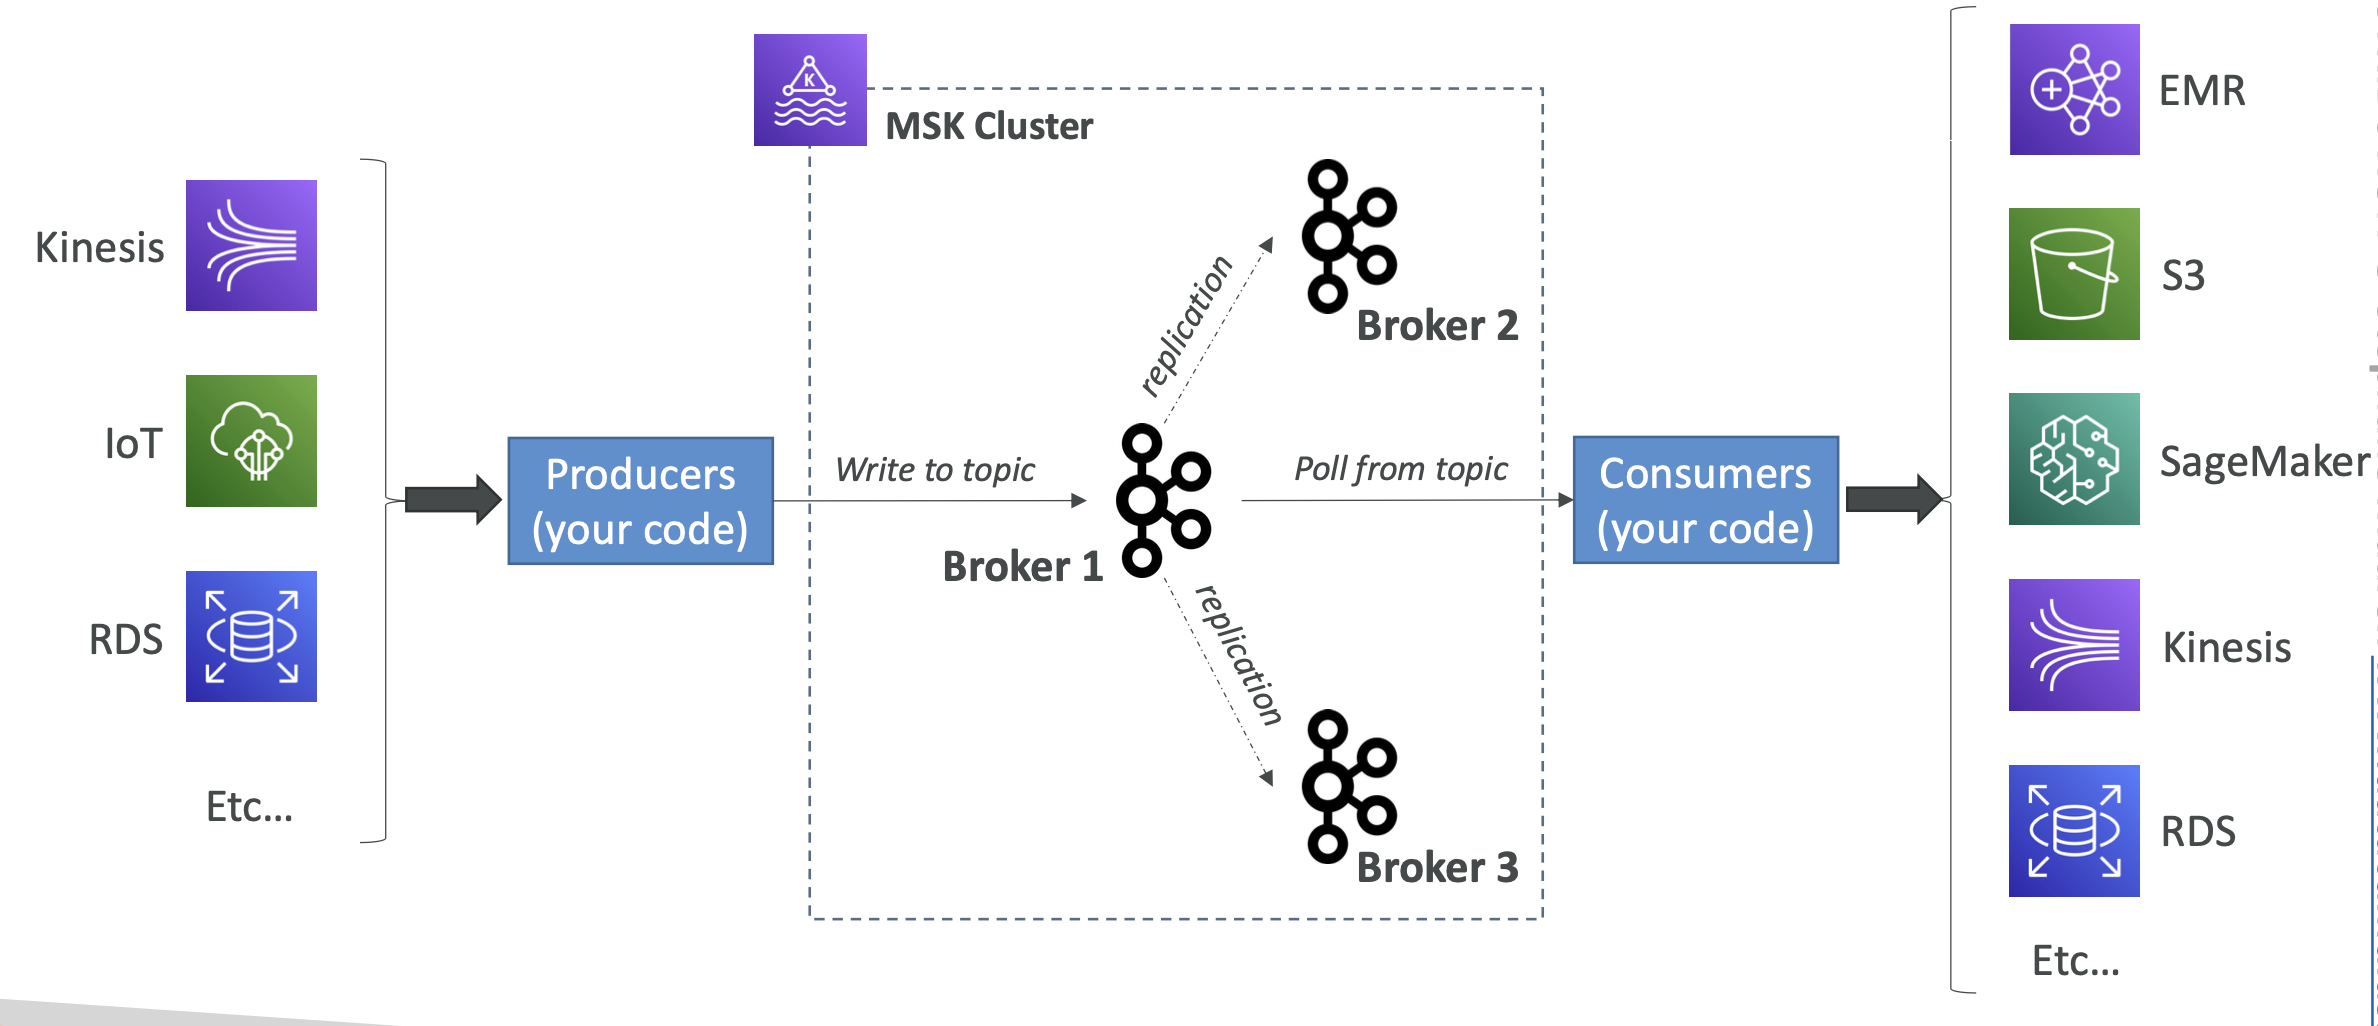 Kinesis
IoT
RDS
Etc...
Producers
(your code)
K
MSK Cluster
Write to topic
Broker 1
replication
Broker 2
replication
Broker 3
Poll from topic
Consumers
(your code)
EMR
S3
SageMaker
Kinesis
RDS
Etc...